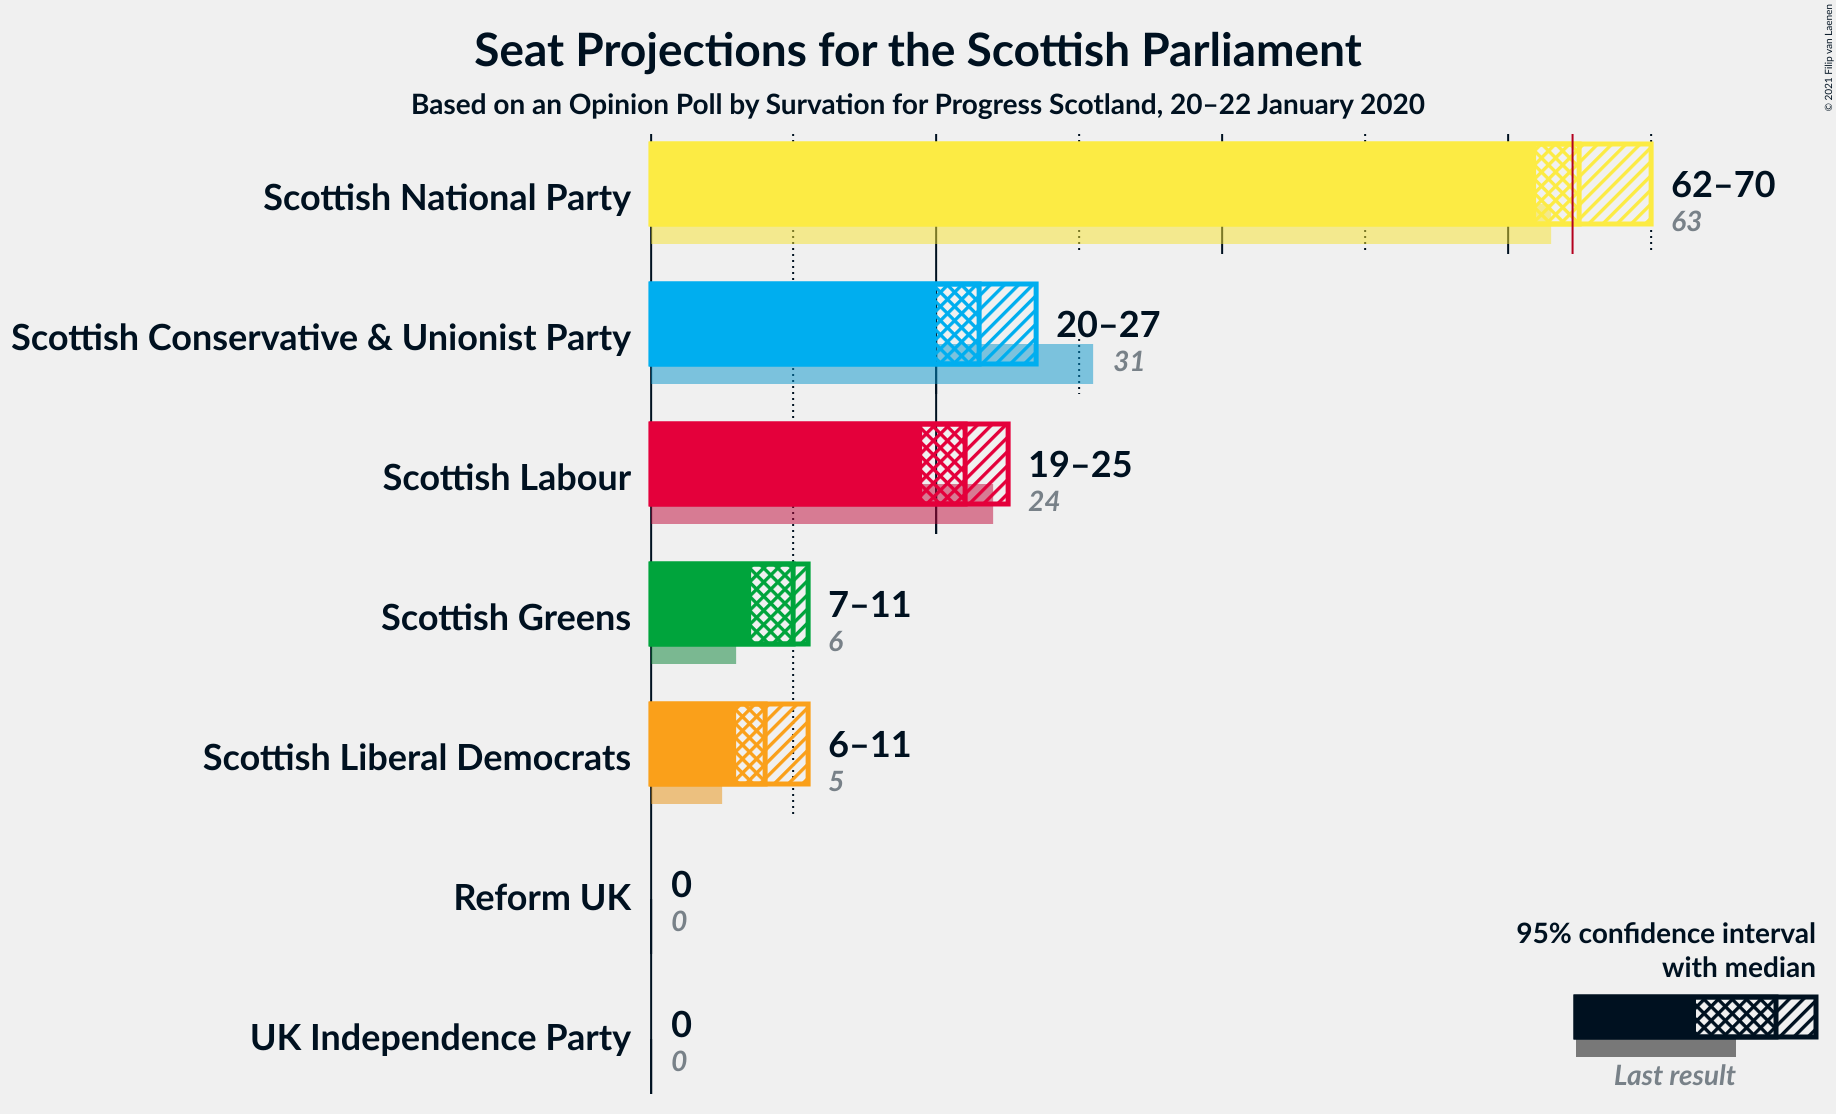 Seat Projections for the Scottish Parliament
Based on an Opinion Poll by Survation for Progress Scotland, 20–22 January 2020
© 2021 Filip van Laenen
Scottish National Party
62–70
63
Scottish Conservative & Unionist Party
20–27
31
Scottish Labour
19–25
24
Scottish Greens
7–11
6
Scottish Liberal Democrats
6–11
5
Reform UK
0
0
UK Independence Party
0
0
95% confidence interval
with median
Last result